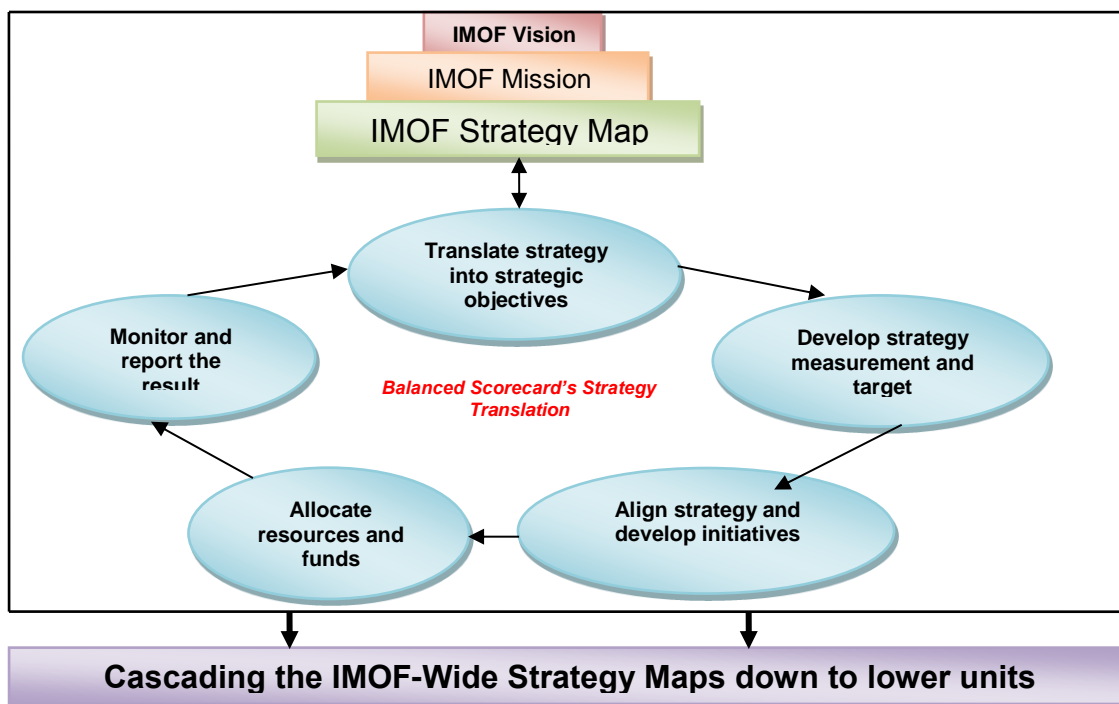 IMOF Vision
IMOF Mission
IMOF Strategy Map
Translate strategy
into strategic
objectives
Monitor and
report the
result
Develop strategy
measurement and
target
Balanced Scorecard’s Strategy
Translation
Allocate
resources and
funds
Align strategy and
develop initiatives
Cascading the IMOF-Wide Strategy Maps down to lower units